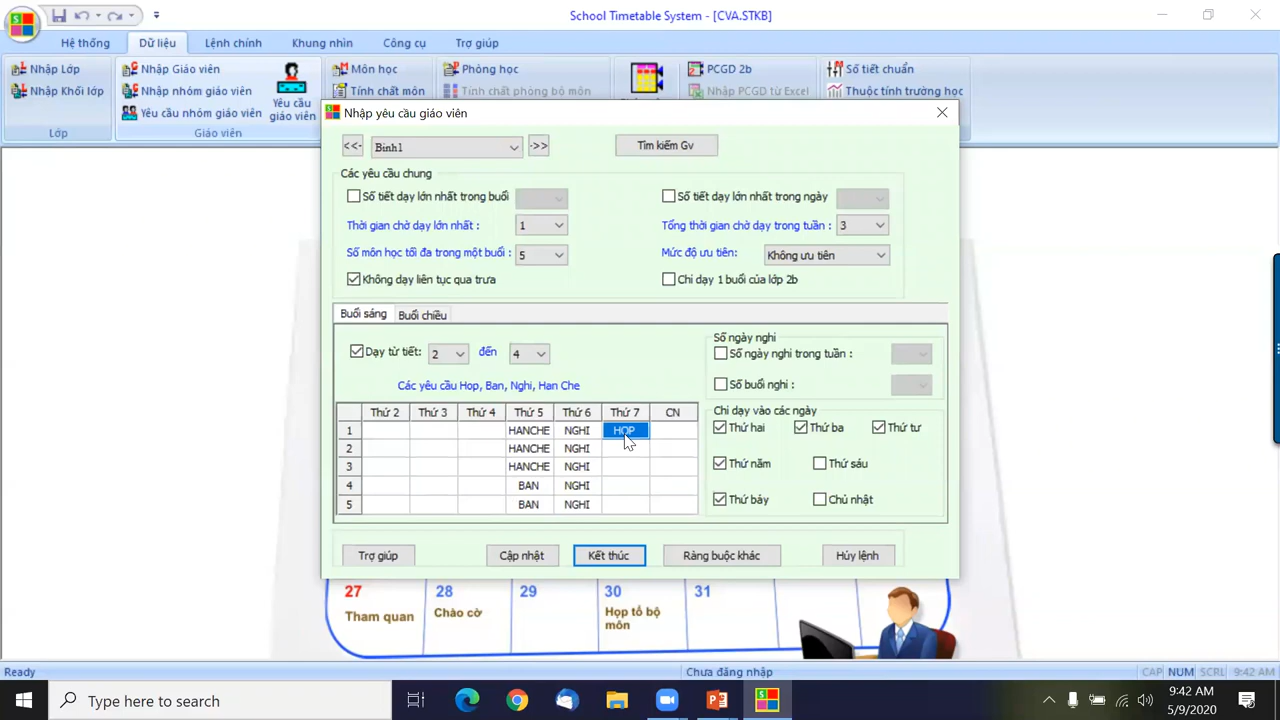 School Timetable System - [CVA.STKB]
Hệ thống Dữ liệu Lệnh chính Khung nhìn Công cụ Trợ giúp
Nhập Lớp
Nhập Khối lớp
Lớp
Nhập Giáo viên
Nhập nhóm giáo viên
Yêu cầu nhóm giáo viên
Yêu cầu
giáo viên
Giáo viên
Môn học
Tính chất môn
Phòng học
Tính chất phòng bộ môn
PCGD 2b
Nhập PCGD từ Excel
Số tiết chuẩn
Thuộc tính trường học
Nhập yêu cầu giáo viên
<<- Binh1 ->> Tìm kiếm Gv
Các yêu cầu chung
Số tiết dạy lớn nhất trong buổi Số tiết dạy lớn nhất trong ngày
Thời gian chờ dạy lớn nhất : 1 Tổng thời gian chờ dạy trong tuần : 3
Số môn học tối đa trong một buổi : 5 Mức độ ưu tiên: Không ưu tiên
Không dạy liên tục qua trưa Chỉ dạy 1 buổi của lớp 2b
Buổi sáng Buổi chiều
Dạy từ tiết: 2 đến 4
Các yêu cầu Hop, Ban, Nghi, Han Che
Thứ 2 Thứ 3 Thứ 4 Thứ 5 Thứ 6 Thứ 7 CN
1 HANCHE NGHI HOP
2 HANCHE NGHI
3 HANCHE NGHI
4 BAN NGHI
5 BAN NGHI
Số ngày nghỉ
Số ngày nghỉ trong tuần :
Số buổi nghỉ :
Chỉ dạy vào các ngày
Thứ hai Thứ ba Thứ tư
Thứ năm Thứ sáu
Thứ bảy Chủ nhật
Trợ giúp Cập nhật Kết thúc Ràng buộc khác Hủy lệnh
27 28 29 30 31
Tham quan Chào cờ Họp tổ bộ
môn
Ready Chưa đăng nhập CAP NUM SCRL 9:42 AM
Type here to search
9:42 AM
5/9/2020